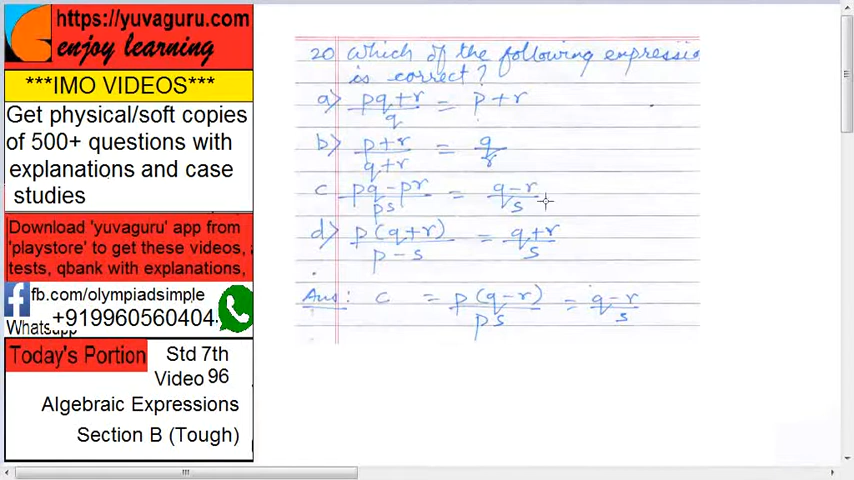 https://yuvaguru.com
enjoy learning
***IMO VIDEOS***
Get physical/soft copies
of 500+ questions with
explanations and case
studies
Download 'yuvaguru' app from
'playstore' to get these videos,
tests, qbank with explanations,
fb.com/olympiadsimple
Whatsapp
+919960560404
Today's Portion
Std 7th
Video 96
Algebraic Expressions
Section B (Tough)
20 Which of the following expressio
is correct?
a) pq+r/q = p+r
b) p+r/q+r = q/r
c pq-pr/ps = q-r/s
d) p(q+r)/p-s = q+r/s
Ans: c = p(q-r)/ps = q-r/s